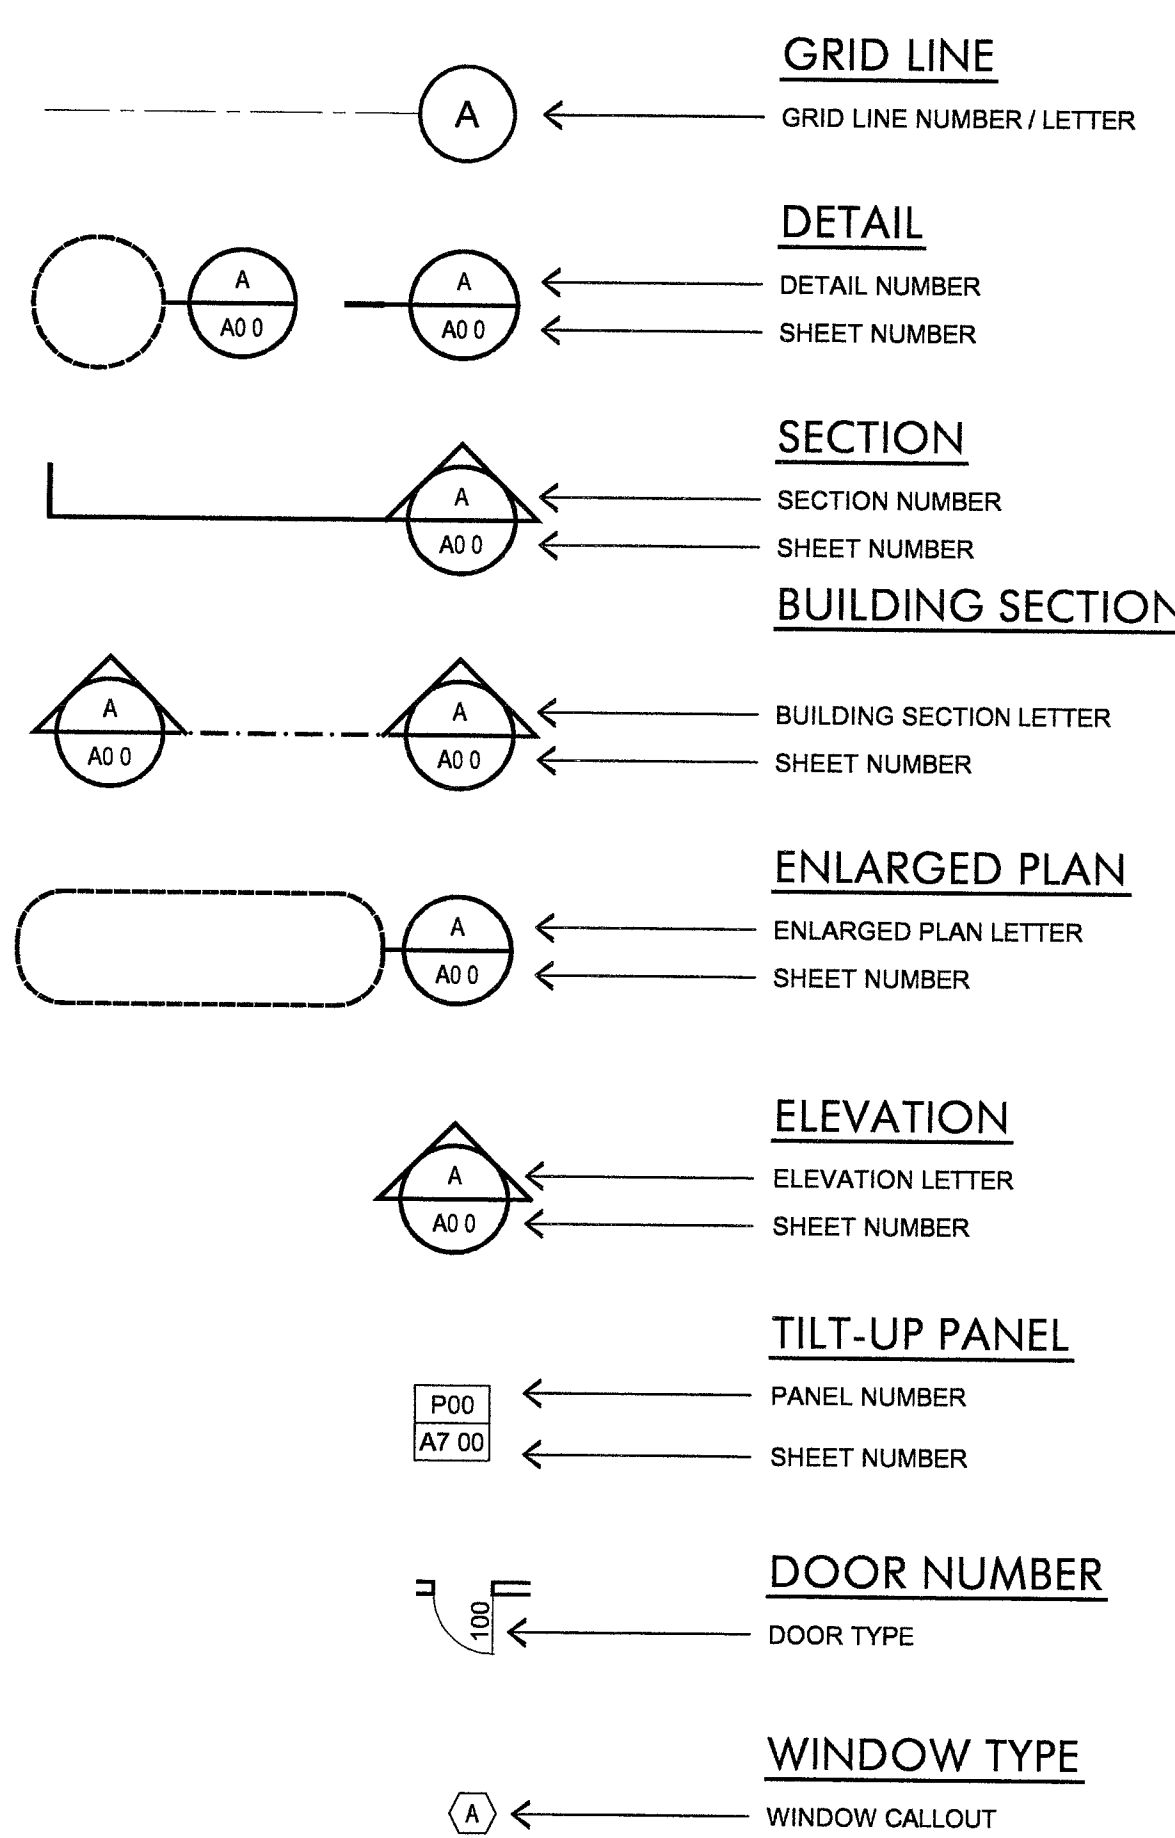 GRID LINE
A
GRID LINE NUMBER / LETTER
DETAIL
A
A
DETAIL NUMBER
A0 0
A0 0
SHEET NUMBER
SECTION
A
SECTION NUMBER
A0 0
SHEET NUMBER
BUILDING SECTION
A
A
BUILDING SECTION LETTER
A0 0
A0 0
SHEET NUMBER
ENLARGED PLAN
A
ENLARGED PLAN LETTER
A0 0
SHEET NUMBER
ELEVATION
A
ELEVATION LETTER
A0 0
SHEET NUMBER
TILT-UP PANEL
P00
PANEL NUMBER
A7 00
SHEET NUMBER
DOOR NUMBER
100
DOOR TYPE
WINDOW TYPE
A
WINDOW CALLOUT